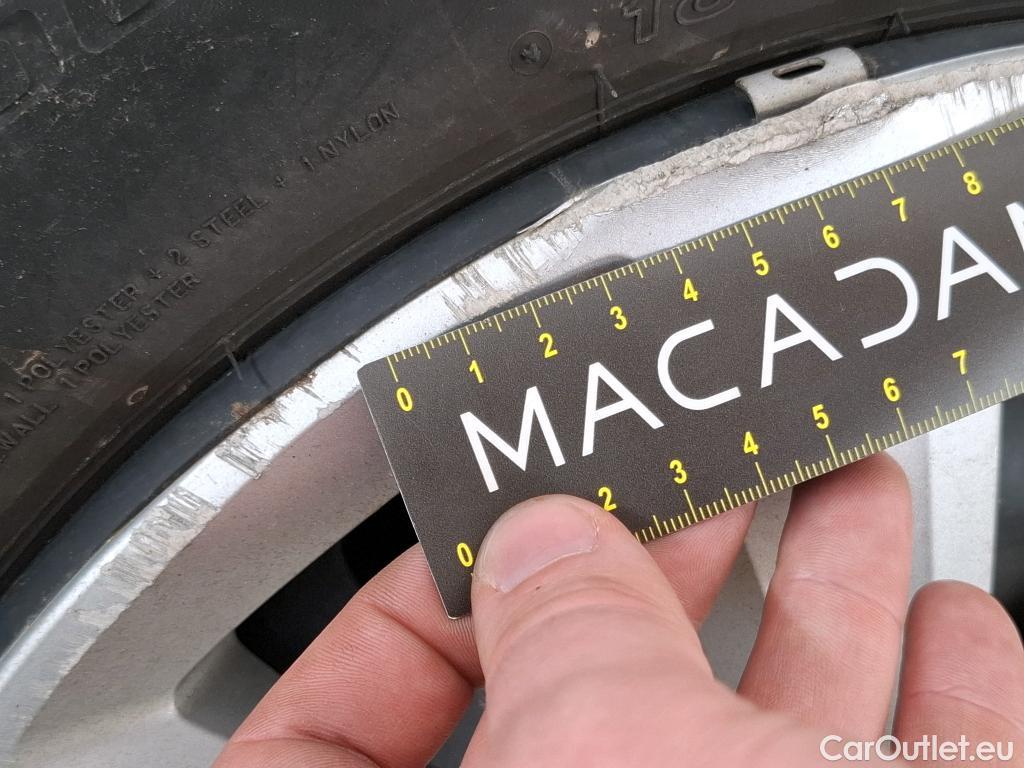 18
1 POLYESTER + 2 STEEL + 1 NYLON
WALL 1 POLYESTER
0 1 2 3 4 5 6 7 8
MACADA
0 2 3 4 5 6 7
CarOutlet.eu